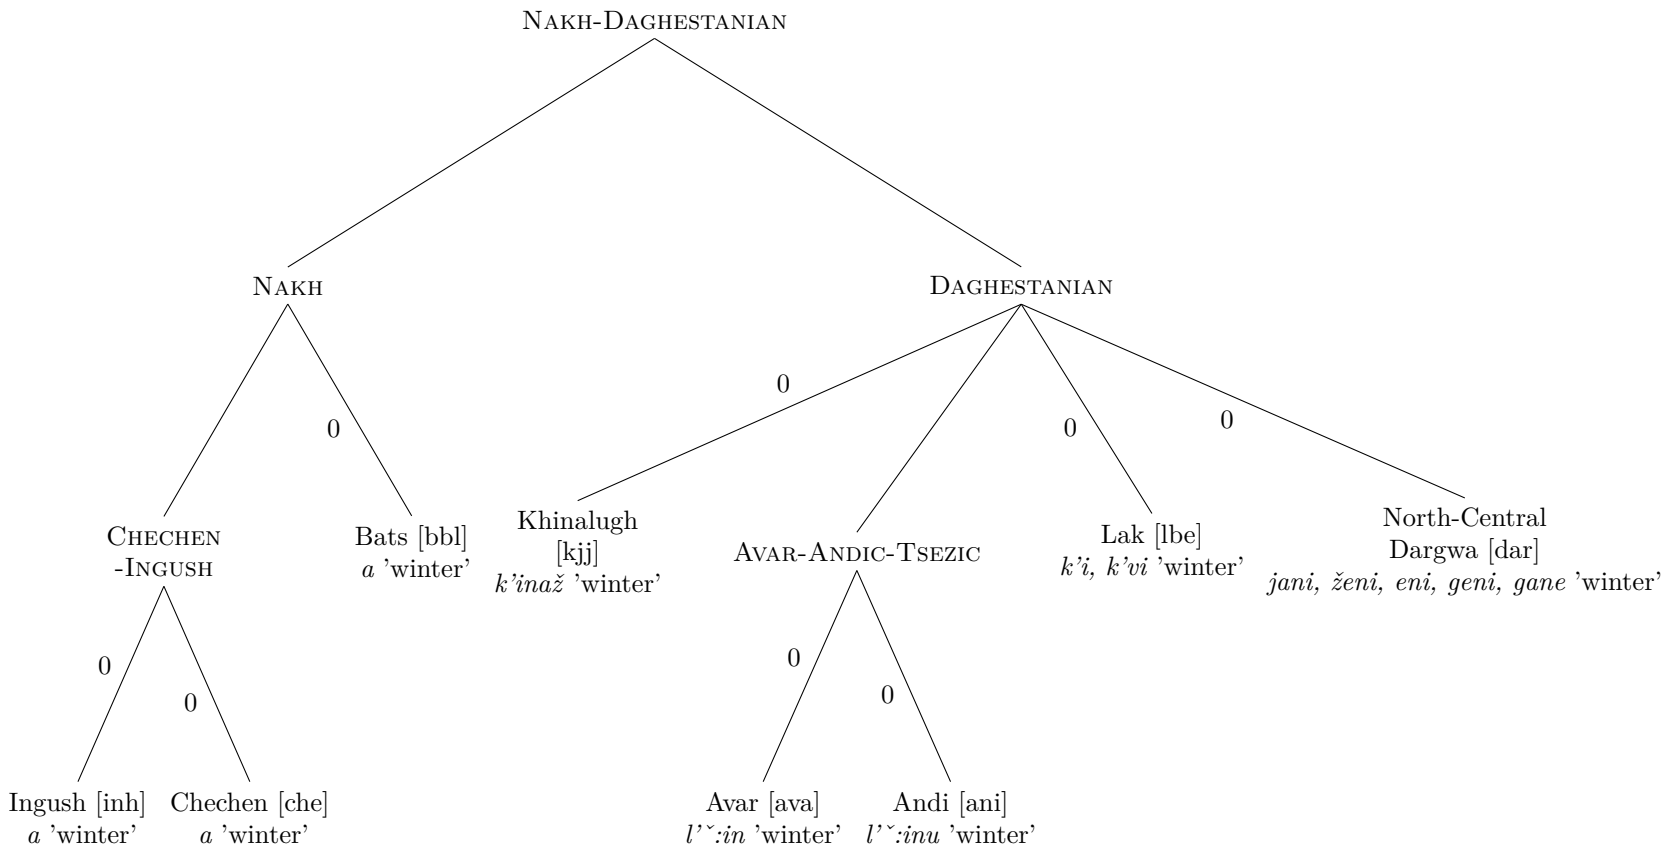 NAKH-DAGHESTANIAN
NAKH
DAGHESTANIAN
0
0
0
0
CHECHEN
-INGUSH
Bats [bbl]
a 'winter’
Khinalugh
[kjj]
k’inaž 'winter’
AVAR-ANDIC-TSEZIC
Lak [lbe]
k’i, k’vi 'winter’
North-Central
Dargwa [dar]
jani, ženi, eni, geni, gane 'winter’
0
0
0
0
Ingush [inh]
a 'winter’
Chechen [che]
a 'winter’
Avar [ava]
l’ˇ:in 'winter’
Andi [ani]
l’ˇ:inu 'winter’